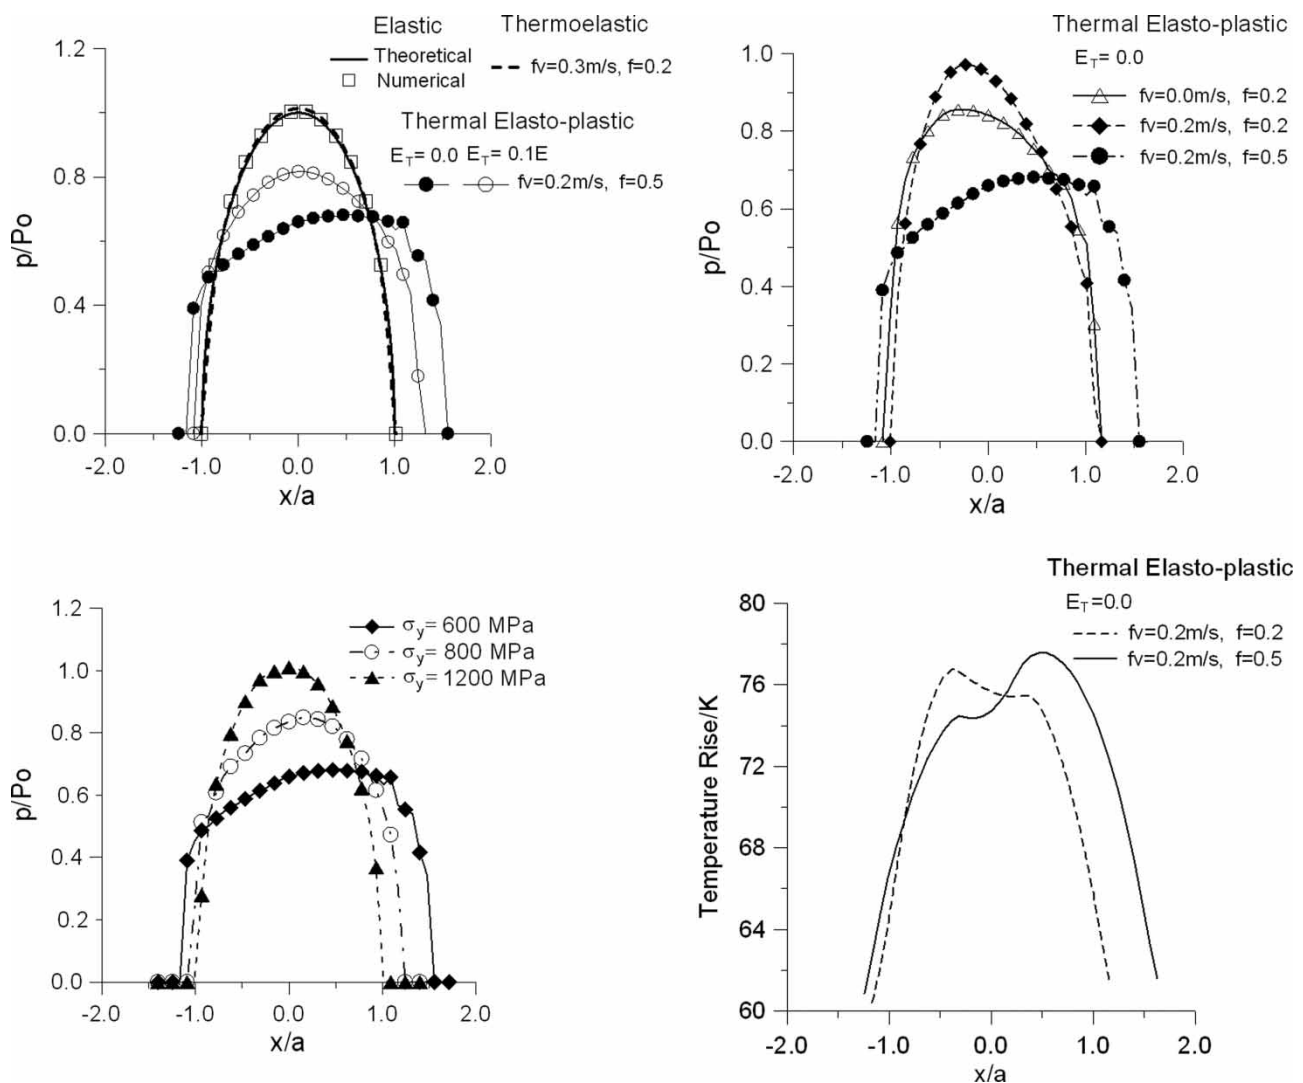 Elastic
Theoretical
Numerical
Thermoelastic
fv=0.3m/s, f=0.2
Thermal Elasto-plastic
E_T = 0.0 E_T = 0.1E
fv=0.2m/s, f=0.5
1.2
0.8
0.4
0.0
p/Po
-2.0 -1.0 0.0 1.0 2.0
x/a
Thermal Elasto-plastic
E_T = 0.0
fv=0.0m/s, f=0.2
fv=0.2m/s, f=0.2
fv=0.2m/s, f=0.5
1.0
0.8
0.6
0.4
0.2
0.0
p/Po
-2.0 -1.0 0.0 1.0 2.0
x/a
σ_y= 600 MPa
σ_y= 800 MPa
σ_y= 1200 MPa
1.2
1.0
0.8
0.6
0.4
0.2
0.0
p/Po
-2.0 -1.0 0.0 1.0 2.0
x/a
Thermal Elasto-plastic
E_T=0.0
fv=0.2m/s, f=0.2
fv=0.2m/s, f=0.5
80
76
72
68
64
60
Temperature Rise/K
-2.0 -1.0 0.0 1.0 2.0
x/a